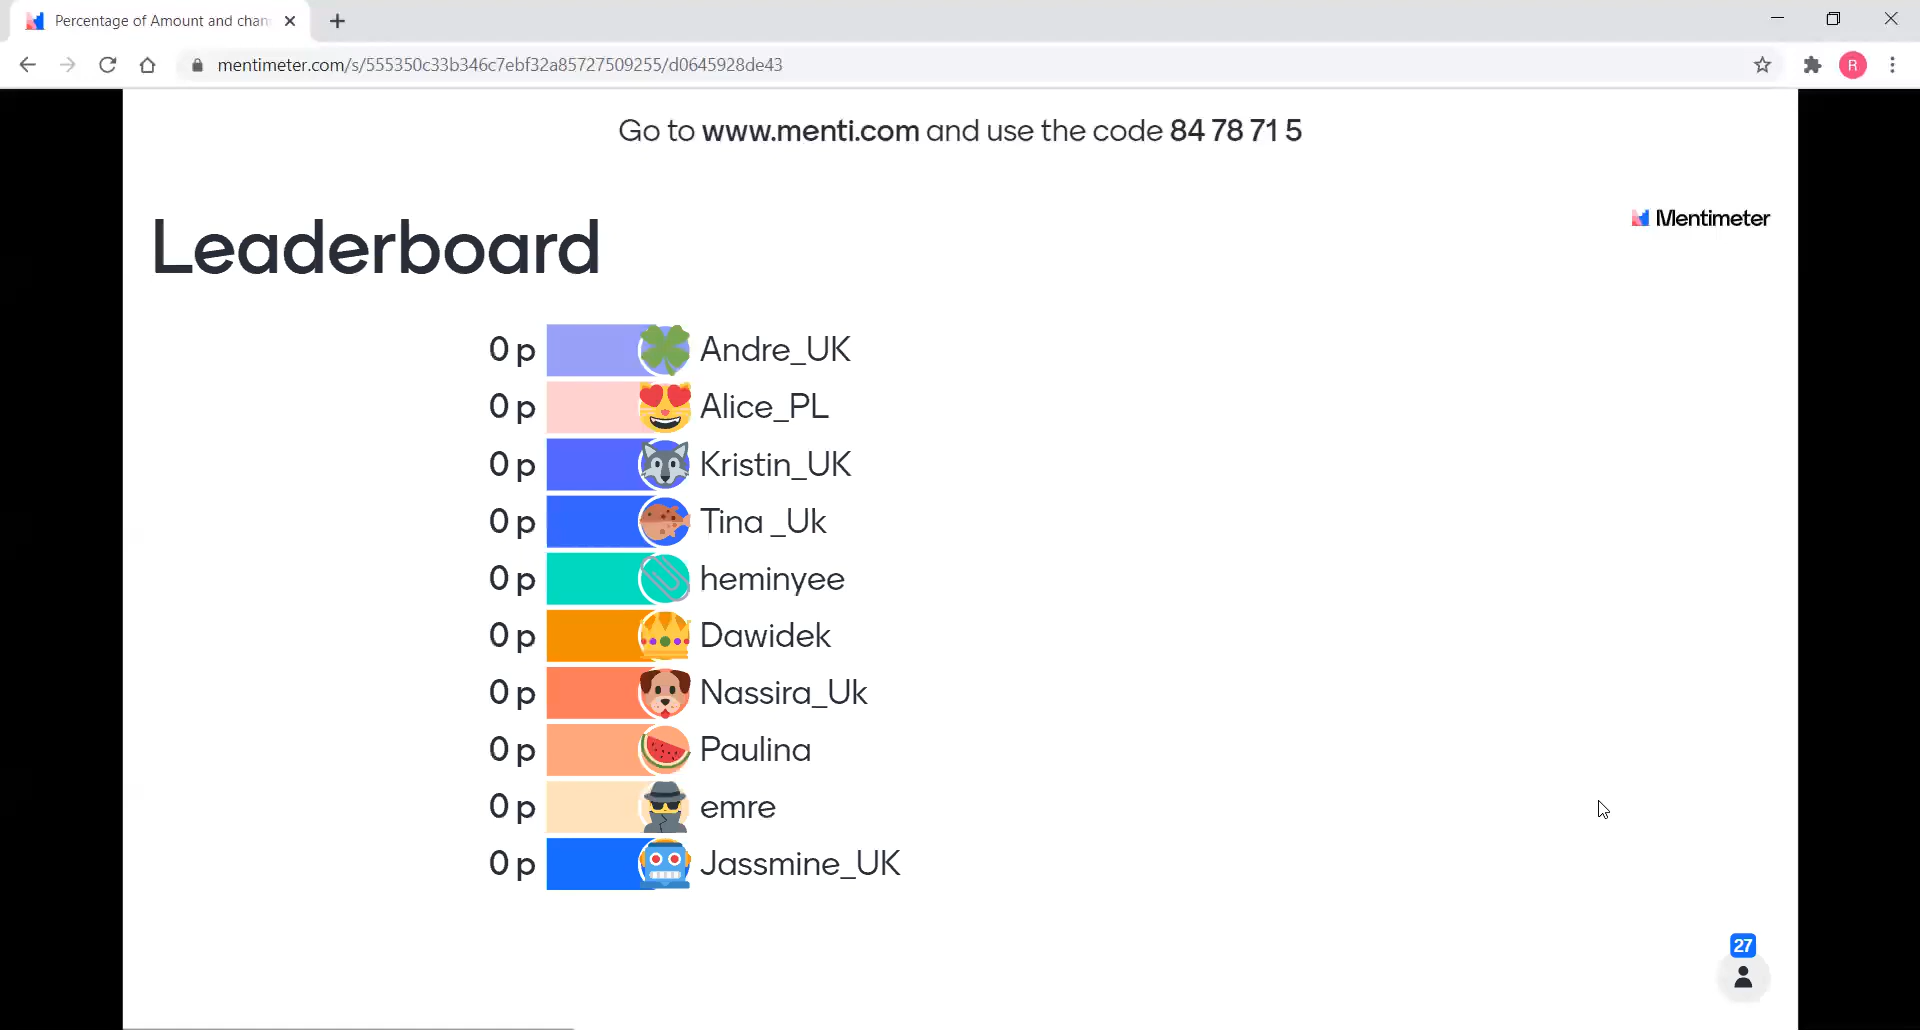 Percentage of Amount and chan
mentimeter.com/s/555350c33b346c7ebf32a85727509255/d0645928de43
R
Go to www.menti.com and use the code 84 78 71 5
Mentimeter
Leaderboard
0 p Andre_UK
0 p Alice_PL
0 p Kristin_UK
0 p Tina _Uk
0 p heminyee
0 p Dawidek
0 p Nassira_Uk
0 p Paulina
0 p emre
0 p Jassmine_UK
27